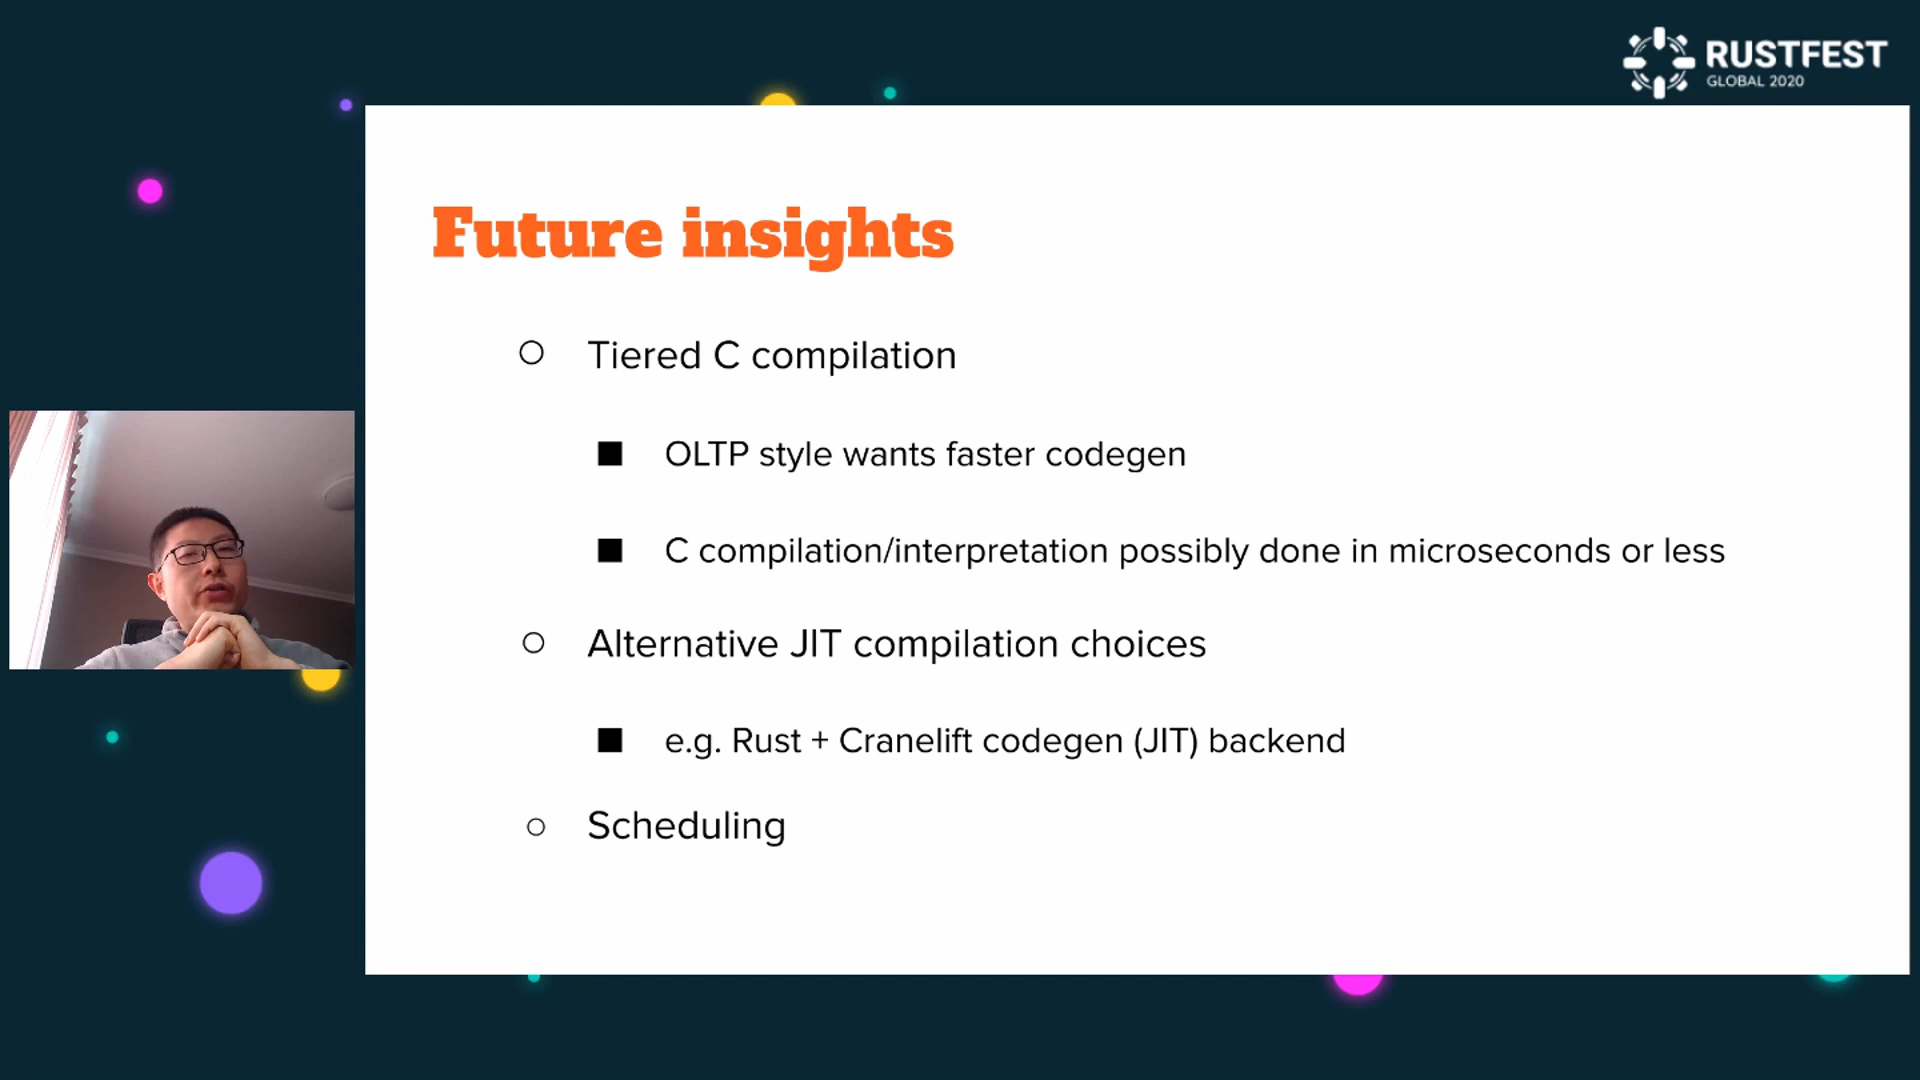 RUSTFEST
GLOBAL 2020
Future insights
Tiered C compilation
OLTP style wants faster codegen
C compilation/interpretation possibly done in microseconds or less
Alternative JIT compilation choices
e.g. Rust + Cranelift codegen (JIT) backend
Scheduling